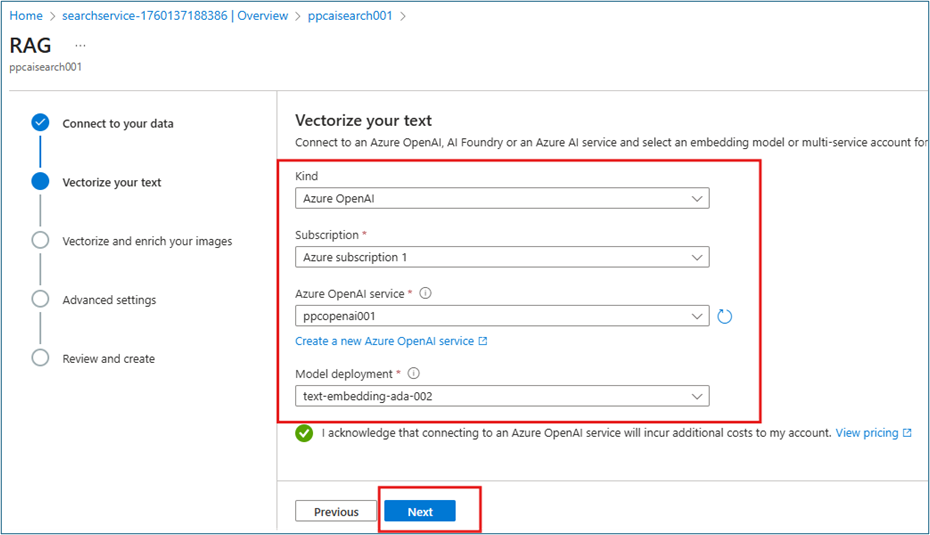 Home > searchservice-1760137188386 | Overview > ppcaisearch001 >
RAG ...
ppcaisearch001
Connect to your data
Vectorize your text
Vectorize and enrich your images
Advanced settings
Review and create
Vectorize your text
Connect to an Azure OpenAI, AI Foundry or an Azure AI service and select an embedding model or multi-service account for
Kind
Azure OpenAI
Subscription *
Azure subscription 1
Azure OpenAI service *
ppcopenai001
Create a new Azure OpenAI service
Model deployment *
text-embedding-ada-002
I acknowledge that connecting to an Azure OpenAI service will incur additional costs to my account. View pricing
Previous
Next